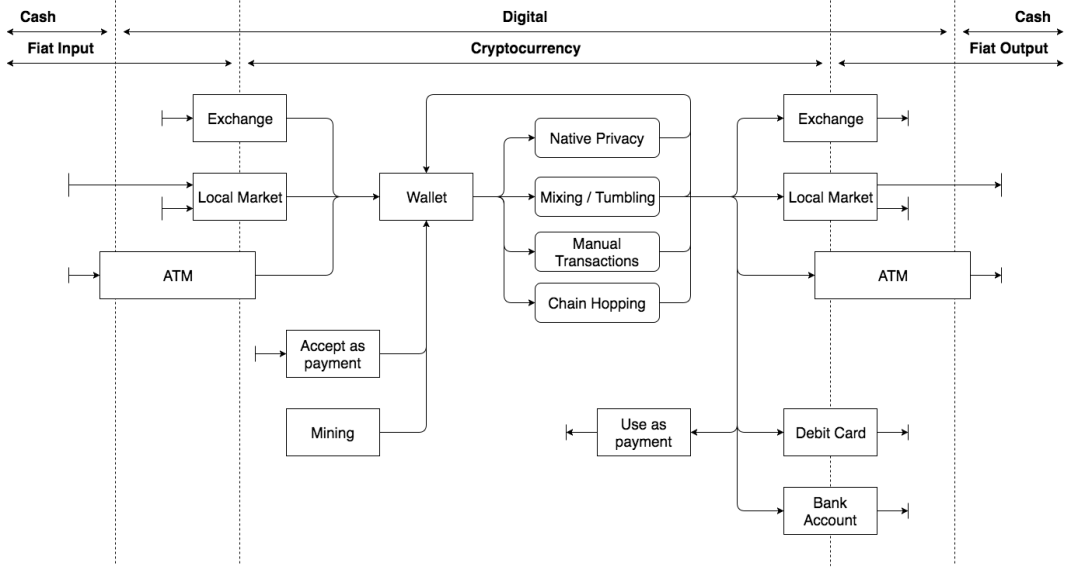 Cash
Digital
Cash
Fiat Input
Cryptocurrency
Fiat Output
Exchange
Native Privacy
Exchange
Local Market
Wallet
Mixing / Tumbling
Local Market
Manual
Transactions
ATM
ATM
Chain Hopping
Accept as
payment
Mining
Use as
payment
Debit Card
Bank
Account